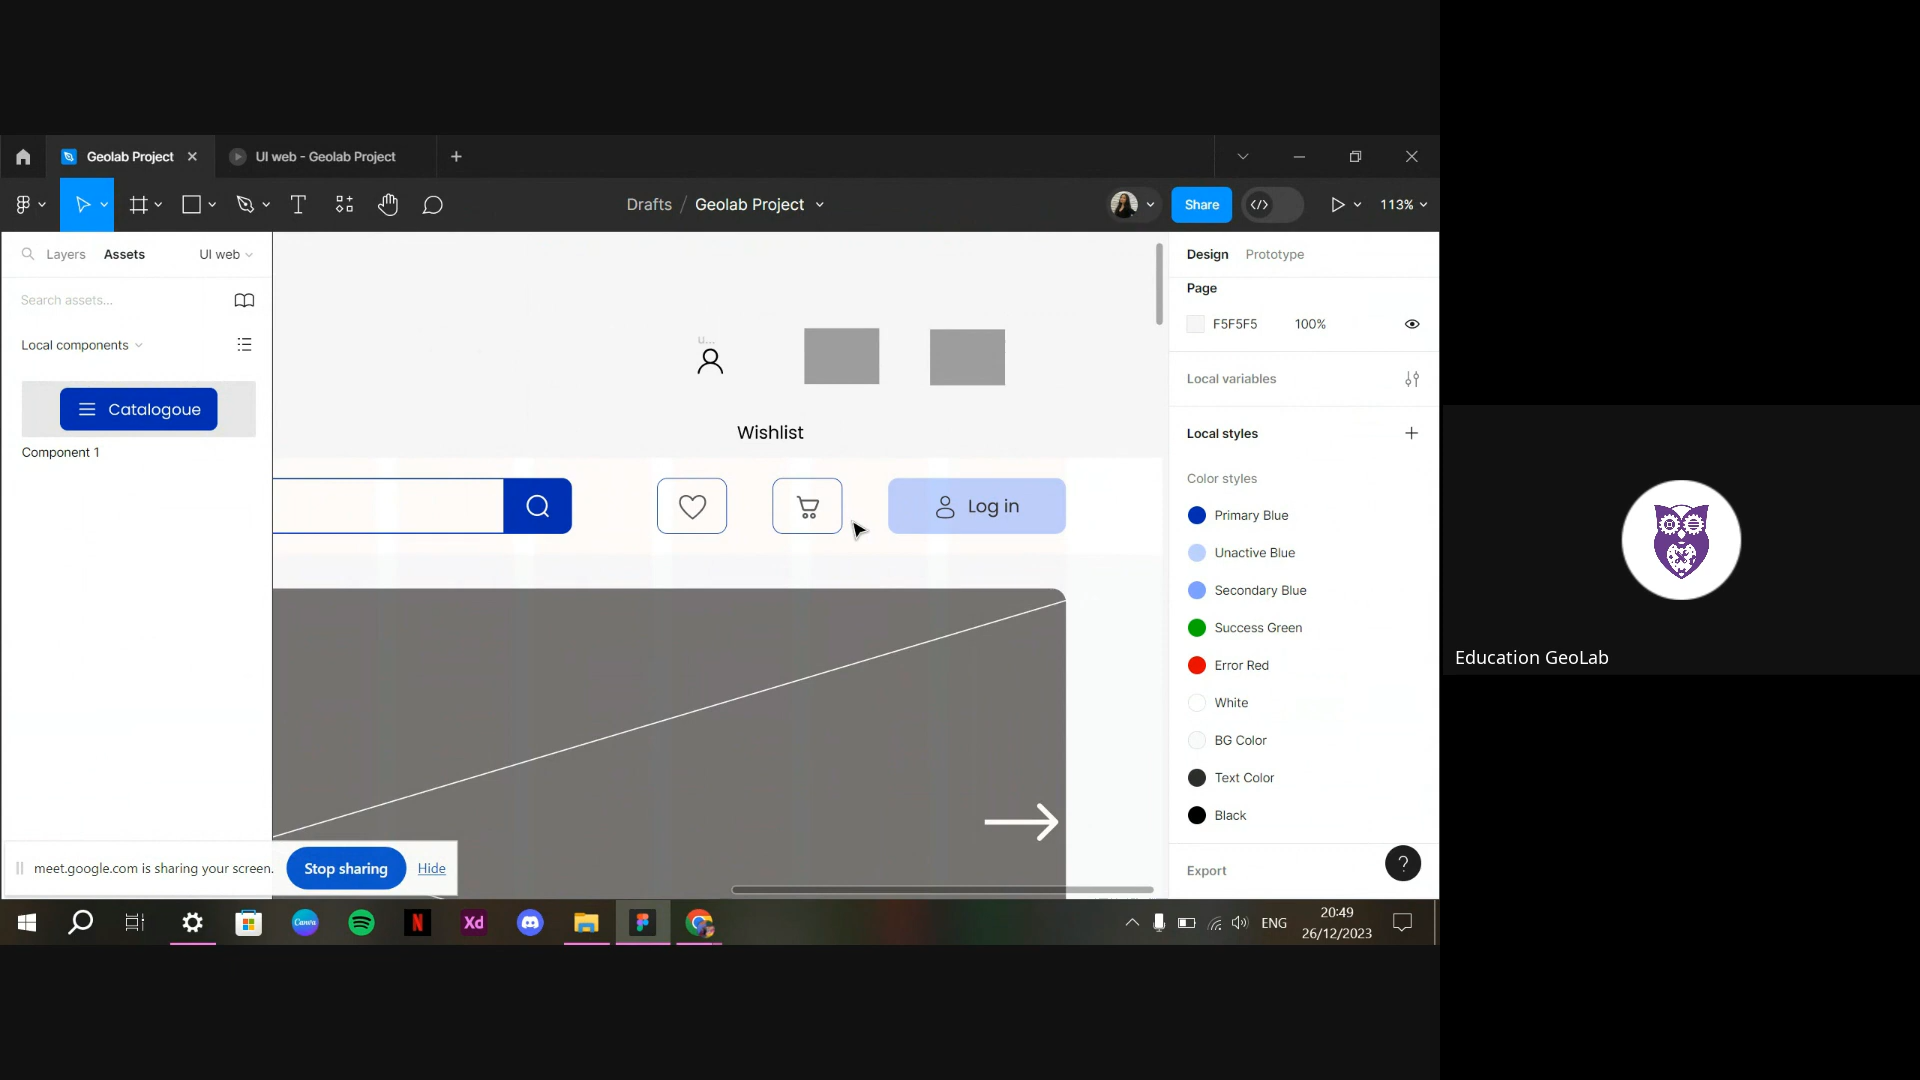 Geolab Project
UI web - Geolab Project
Drafts / Geolab Project
Share
113%
Layers
Assets
UI web
Search assets...
Local components
Catalogoue
Component 1
u...
Wishlist
Log in
Design
Prototype
Page
F5F5F5
100%
Local variables
Local styles
Color styles
Primary Blue
Unactive Blue
Secondary Blue
Success Green
Error Red
White
BG Color
Text Color
Black
Export
?
meet.google.com is sharing your screen.
Stop sharing
Hide
Canva
N
Xd
ENG
20:49
26/12/2023
Education GeoLab